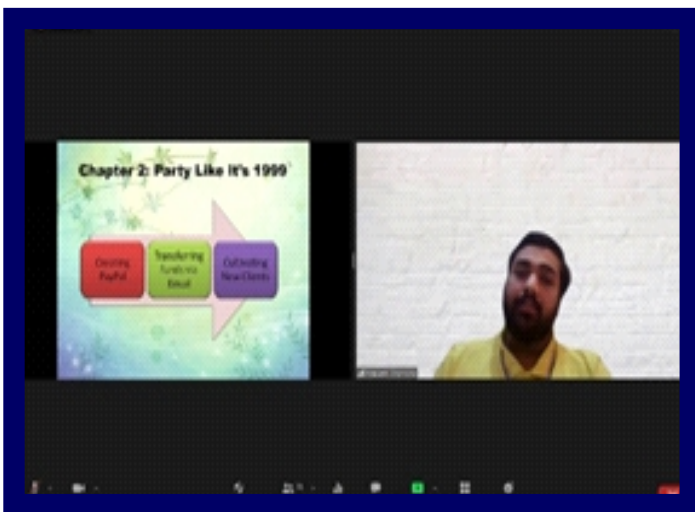 Chapter 2: Party Like It's 1999
Creating
PayPal
Transferring
Funds via
Email
Cultivating
New Clients